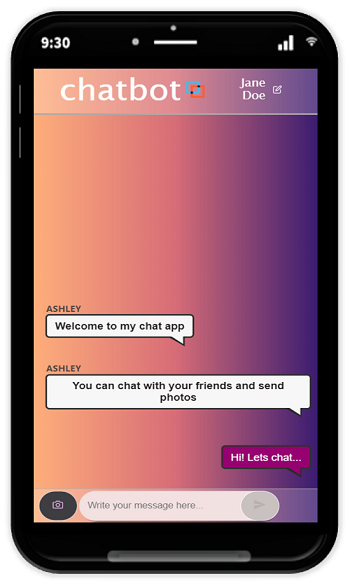 9:30
chatbot
Jane
Doe
ASHLEY
Welcome to my chat app
ASHLEY
You can chat with your friends and send
photos
Hi! Lets chat...
Write your message here...